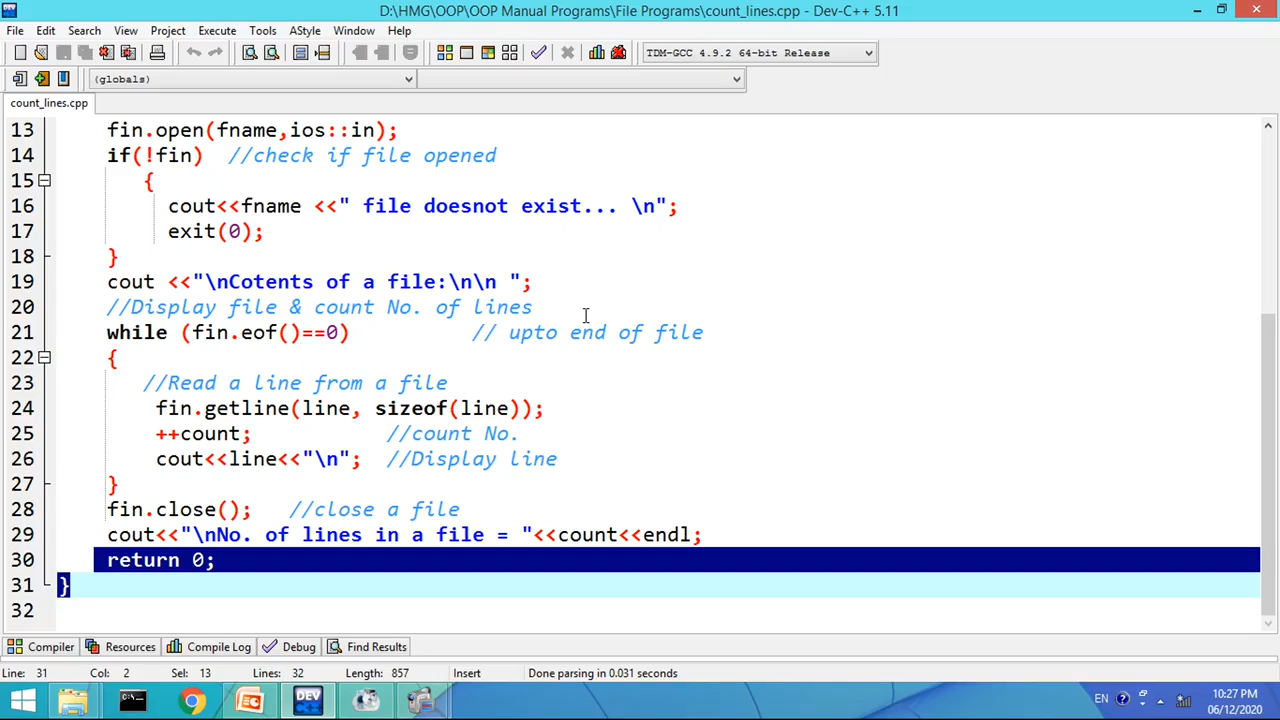 D:\HMG\OOP\OOP Manual Programs\File Programs\count_lines.cpp - Dev-C++ 5.11
File Edit Search View Project Execute Tools AStyle Window Help
TDM-GCC 4.9.2 64-bit Release
(globals)
count_lines.cpp
13 fin.open(fname,ios::in);
14 if(!fin) //check if file opened
15 {
16 cout<<fname <<" file doesnot exist... \n";
17 exit(0);
18 }
19 cout <<"\nCotents of a file:\n\n ";
20 //Display file & count No. of lines
21 while (fin.eof()==0) // upto end of file
22 {
23 //Read a line from a file
24 fin.getline(line, sizeof(line));
25 ++count; //count No.
26 cout<<line<<"\n"; //Display line
27 }
28 fin.close(); //close a file
29 cout<<"\nNo. of lines in a file = "<<count<<endl;
30 return 0;
31 }
32
Compiler Resources Compile Log Debug Find Results
Line: 31 Col: 2 Sel: 13 Lines: 32 Length: 857 Insert Done parsing in 0.031 seconds
EN 10:27 PM
06/12/2020